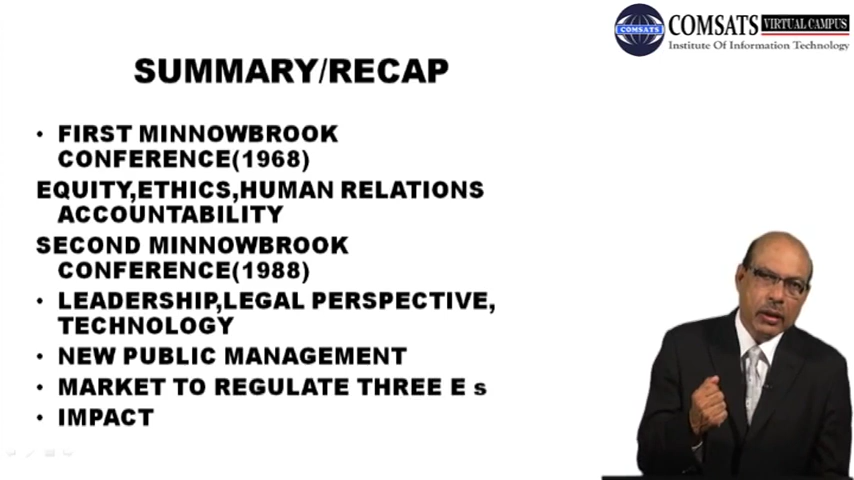 COMSATS
COMSATS VIRTUAL CAMPUS
Institute Of Information Technology
SUMMARY/RECAP
• FIRST MINNOWBROOK
CONFERENCE(1968)
EQUITY,ETHICS,HUMAN RELATIONS
ACCOUNTABILITY
SECOND MINNOWBROOK
CONFERENCE(1988)
• LEADERSHIP,LEGAL PERSPECTIVE,
TECHNOLOGY
• NEW PUBLIC MANAGEMENT
• MARKET TO REGULATE THREE E s
• IMPACT